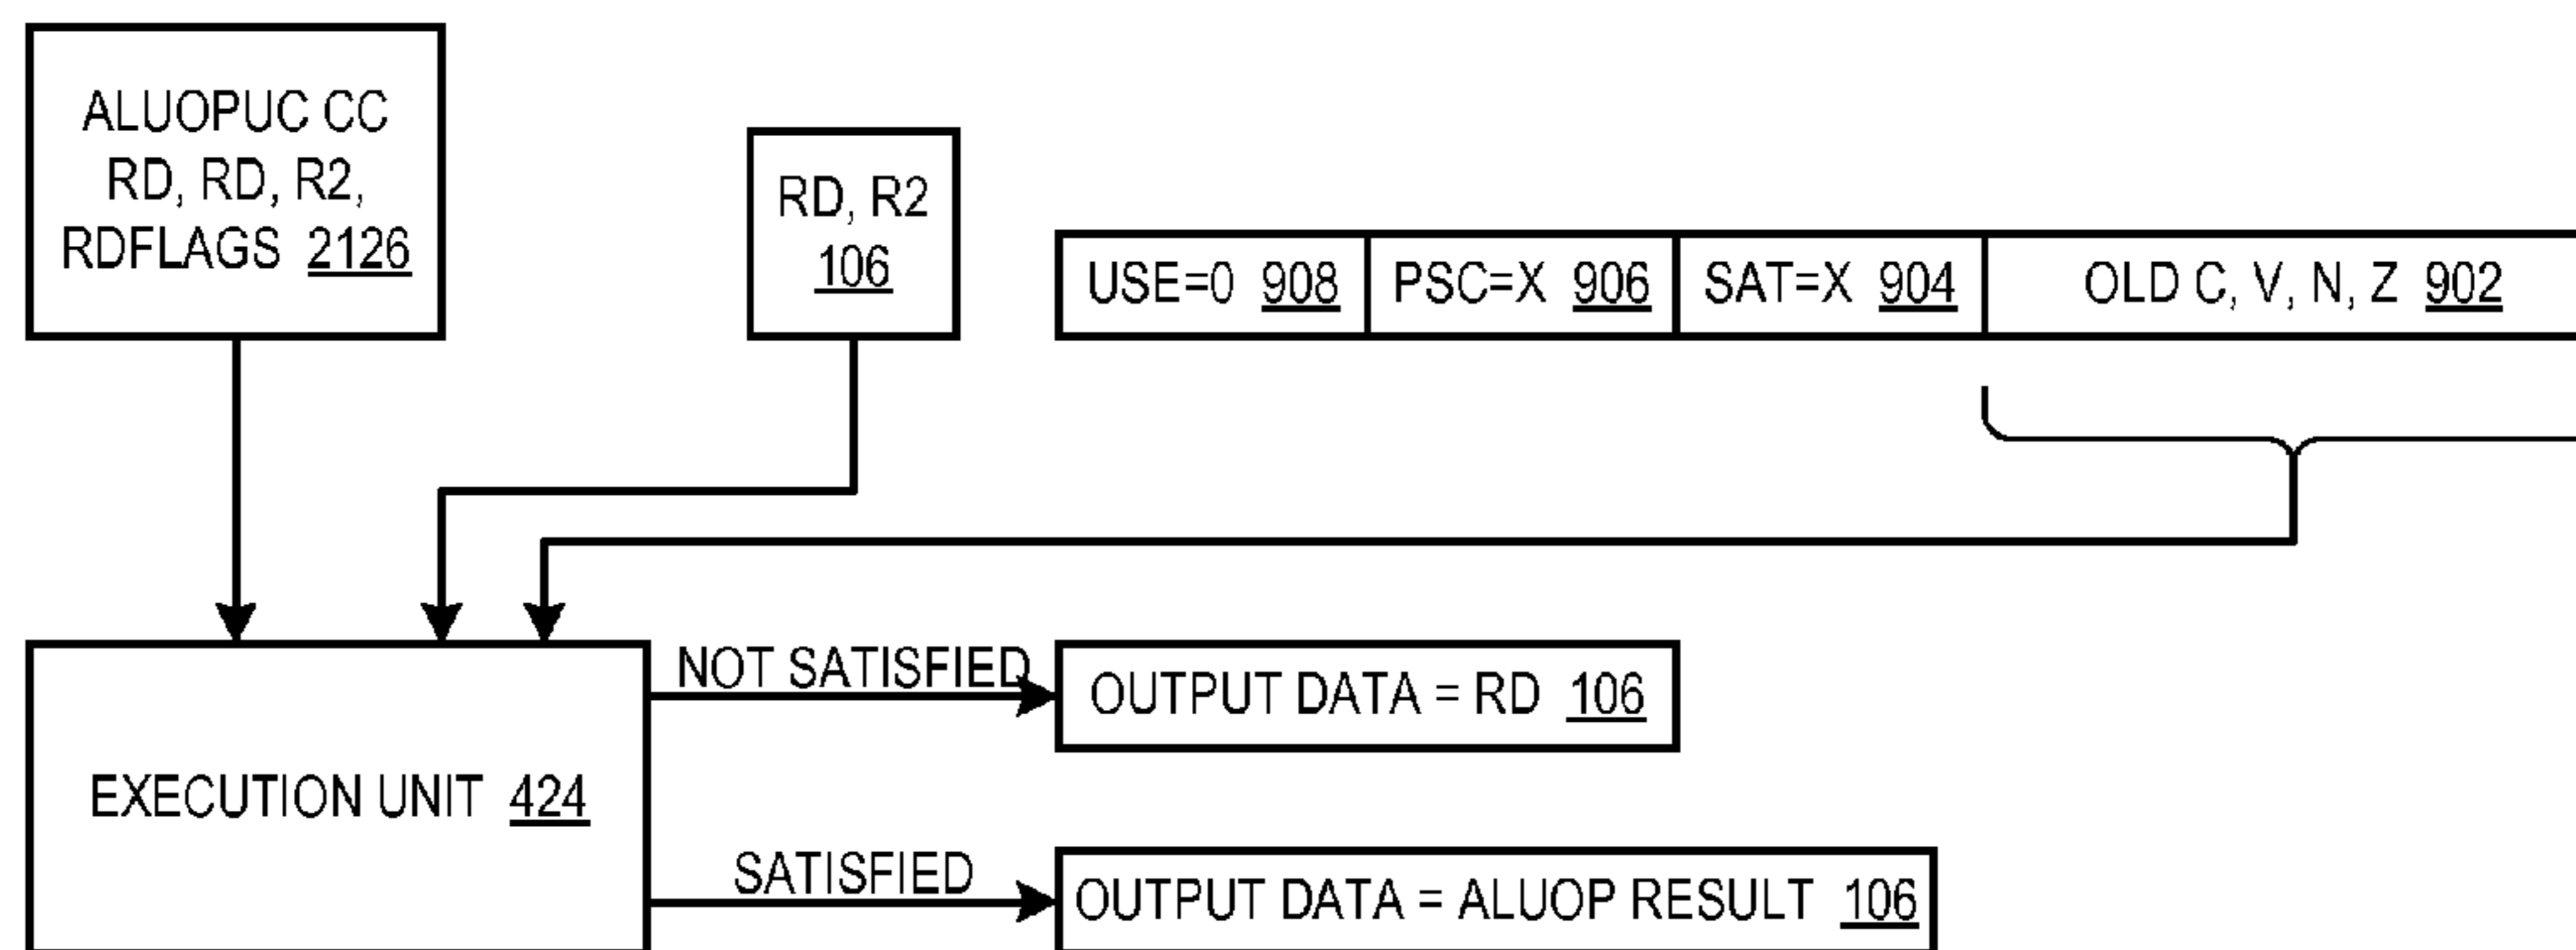 ALUOPUC CC
RD, RD, R2,
RDFLAGS 2126
RD, R2
106
USE=0 908
PSC=X 906
SAT=X 904
OLD C, V, N, Z 902
NOT SATISFIED
OUTPUT DATA = RD 106
EXECUTION UNIT 424
SATISFIED
OUTPUT DATA = ALUOP RESULT 106